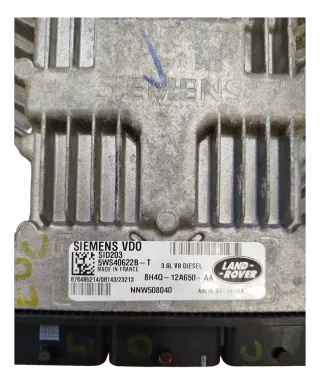 SIEMENS
SIEMENS VDO
SID203
5WS40622B-T
MADE IN FRANCE
3.6L V8 DIESEL
8H4Q-12A650-AA
LAND-
ROVER
NNW508040